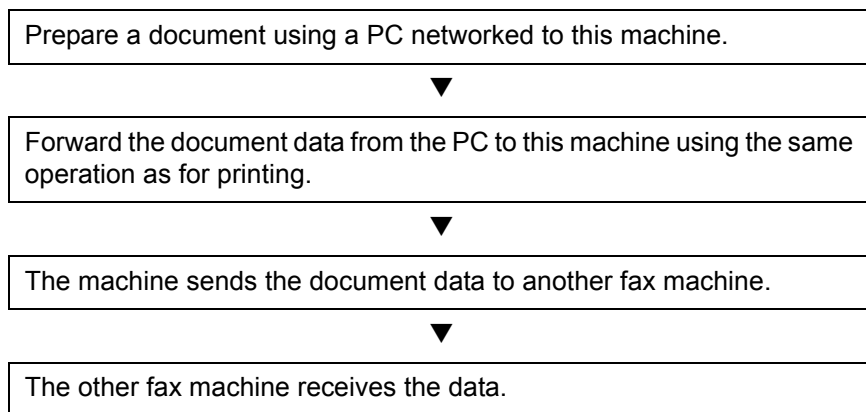 Prepare a document using a PC networked to this machine.
Forward the document data from the PC to this machine using the same
operation as for printing.
The machine sends the document data to another fax machine.
The other fax machine receives the data.